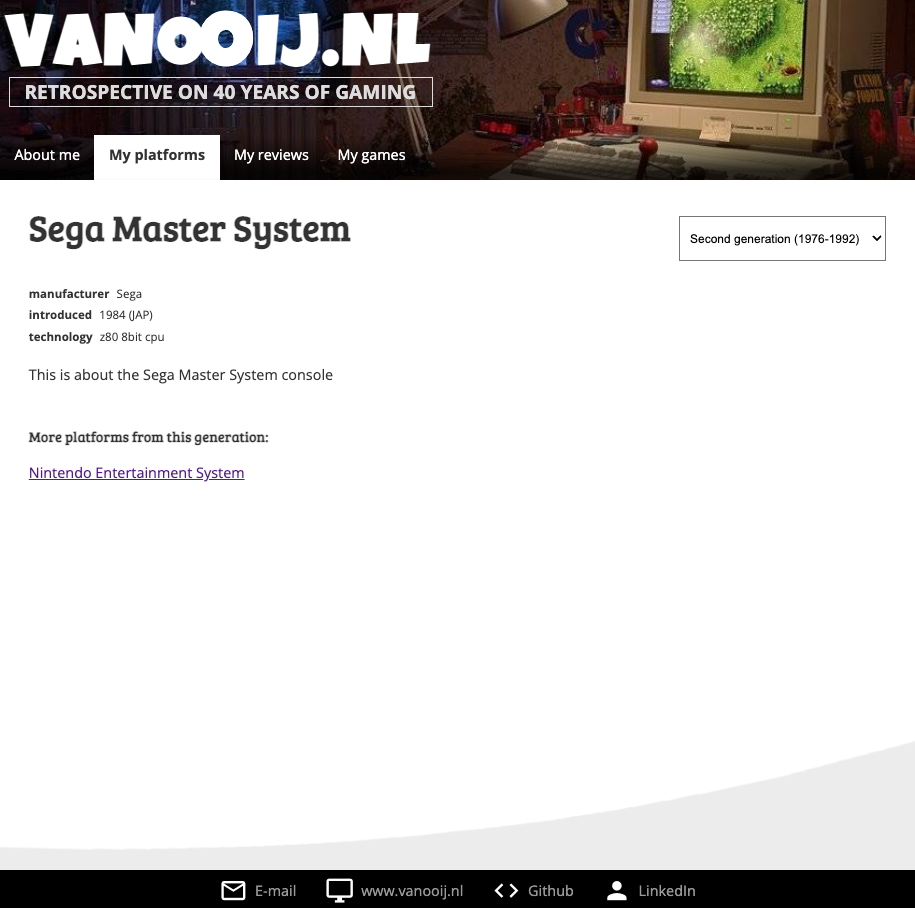 VANOOIJ.NL
RETROSPECTIVE ON 40 YEARS OF GAMING
CANNON
FODDER
About me
My platforms
My reviews
My games
Sega Master System
Second generation (1976-1992)
manufacturer Sega
introduced 1984 (JAP)
technology z80 8bit cpu
This is about the Sega Master System console
More platforms from this generation:
Nintendo Entertainment System
E-mail
www.vanooij.nl
Github
LinkedIn